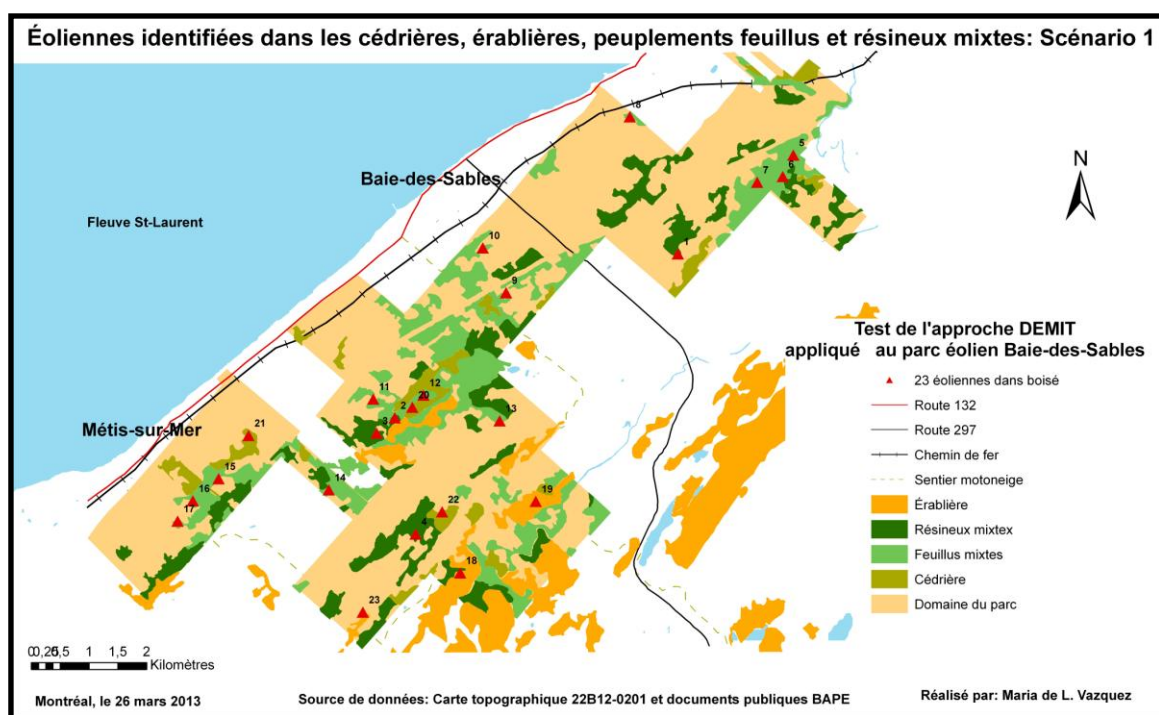 Éoliennes identifiées dans les cédrières, érablières, peuplements feuillus et résineux mixtes: Scénario 1
8
5
6
7
Baie-des-Sables
N
Fleuve St-Laurent
10
1
9
Test de l'approche DEMIT
appliqué au parc éolien Baie-des-Sables
23 éoliennes dans boisé
Route 132
Route 297
Chemin de fer
Sentier motoneige
Érablière
Résineux mixtex
Feuillus mixtes
Cédrière
Domaine du parc
12
11
20
2
3
13
Métis-sur-Mer
21
15
14
16
17
19
22
4
18
23
0 0,25 0,5 1 1,5 2
Kilomètres
Montréal, le 26 mars 2013
Source de données: Carte topographique 22B12-0201 et documents publiques BAPE
Réalisé par: Maria de L. Vazquez